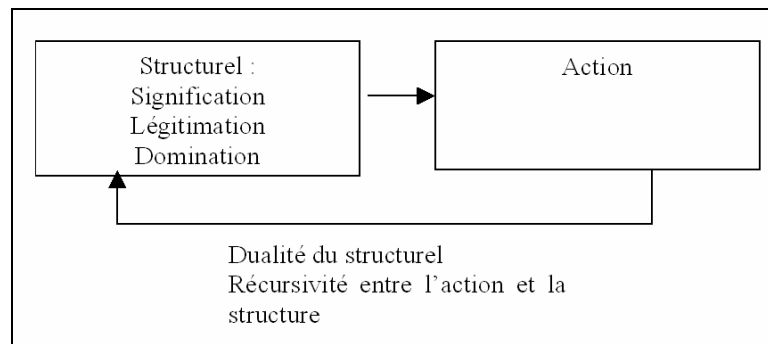 Structurel :
Signification
Légitimation
Domination
Action
Dualité du structurel
Récursivité entre l'action et la
structure